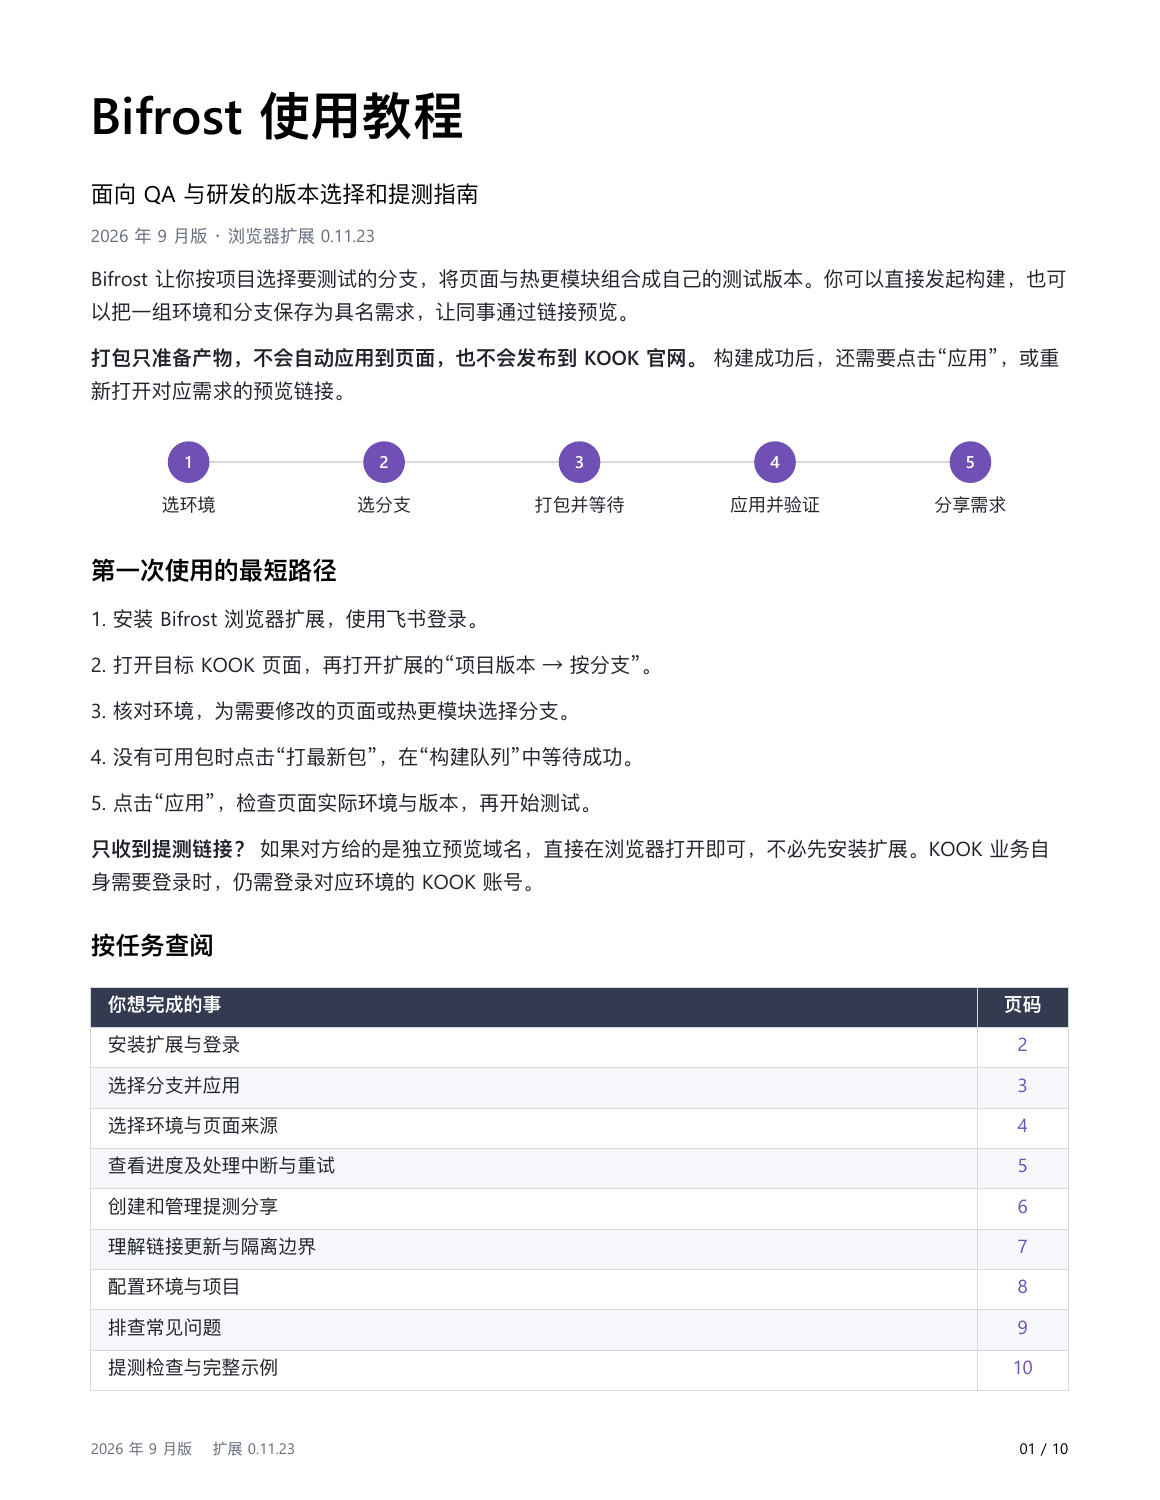 Bifrost 使用教程
面向 QA 与研发的版本选择和提测指南
2026 年 9 月版 · 浏览器扩展 0.11.23
Bifrost 让你按项目选择要测试的分支，将页面与热更模块组合成自己的测试版本。你可以直接发起构建，也可
以把一组环境和分支保存为具名需求，让同事通过链接预览。
打包只准备产物，不会自动应用到页面，也不会发布到 KOOK 官网。 构建成功后，还需要点击“应用”，或重
新打开对应需求的预览链接。
1 2 3 4 5
选环境 选分支 打包并等待 应用并验证 分享需求
第一次使用的最短路径
1. 安装 Bifrost 浏览器扩展，使用飞书登录。
2. 打开目标 KOOK 页面，再打开扩展的“项目版本 → 按分支”。
3. 核对环境，为需要修改的页面或热更模块选择分支。
4. 没有可用包时点击“打最新包”，在“构建队列”中等待成功。
5. 点击“应用”，检查页面实际环境与版本，再开始测试。
只收到提测链接？ 如果对方给的是独立预览域名，直接在浏览器打开即可，不必先安装扩展。KOOK 业务自
身需要登录时，仍需登录对应环境的 KOOK 账号。
按任务查阅
你想完成的事 页码
安装扩展与登录 2
选择分支并应用 3
选择环境与页面来源 4
查看进度及处理中断与重试 5
创建和管理提测分享 6
理解链接更新与隔离边界 7
配置环境与项目 8
排查常见问题 9
提测检查与完整示例 10
2026 年 9 月版 扩展 0.11.23 01 / 10